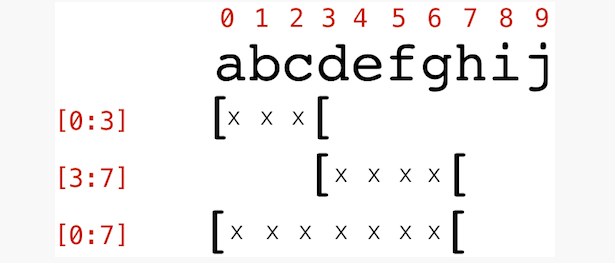 0 1 2 3 4 5 6 7 8 9
abcdefghij
[0:3] [x x x[
[3:7] [x x x x[
[0:7] [x x x x x x x[